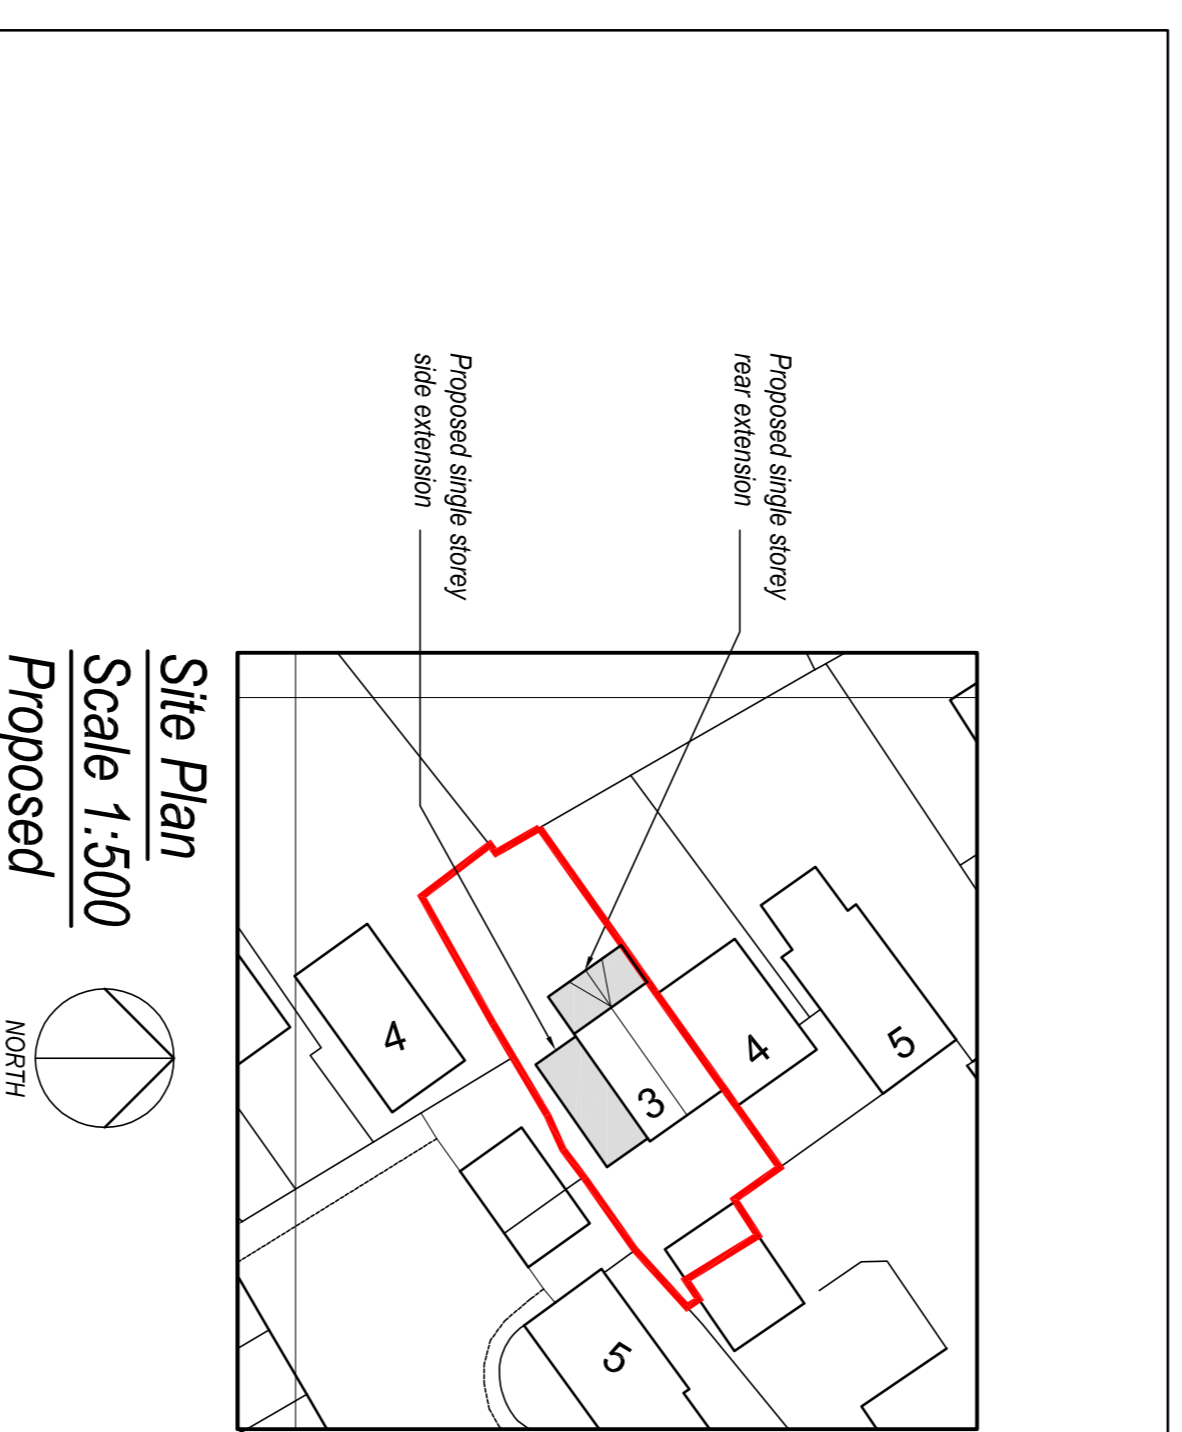 Proposed single storey
rear extension
Proposed single storey
side extension
5
4
3
4
5
Site Plan
Scale 1:500
Proposed
NORTH